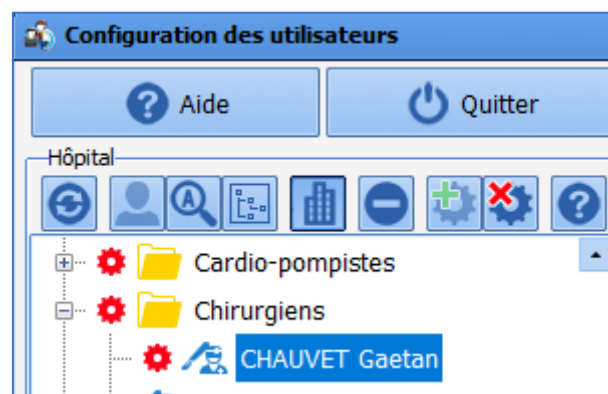 Configuration des utilisateurs
Aide
Quitter
Hôpital
Cardio-pompistes
Chirurgiens
CHAUVET Gaetan